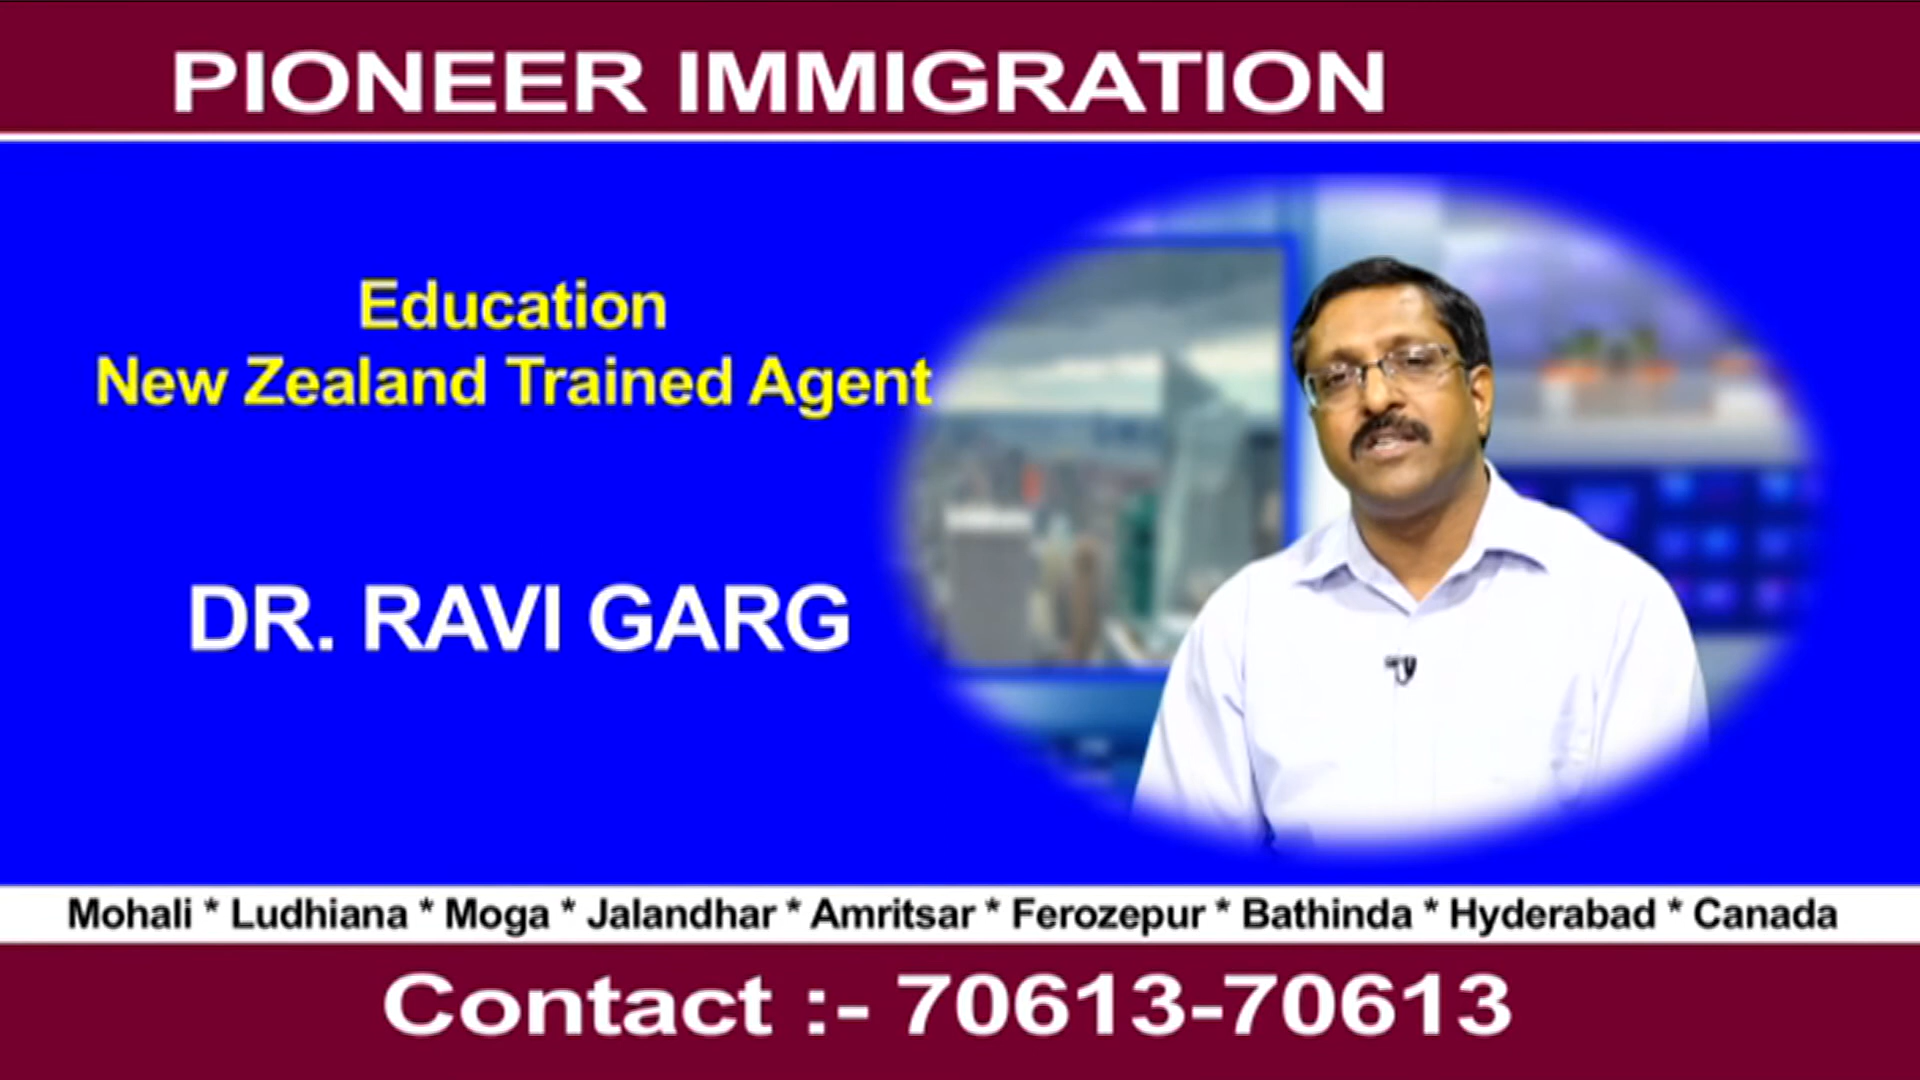 PIONEER IMMIGRATION
Education
New Zealand Trained Agent
DR. RAVI GARG
Mohali * Ludhiana * Moga * Jalandhar * Amritsar * Ferozepur * Bathinda * Hyderabad * Canada
Contact :- 70613-70613